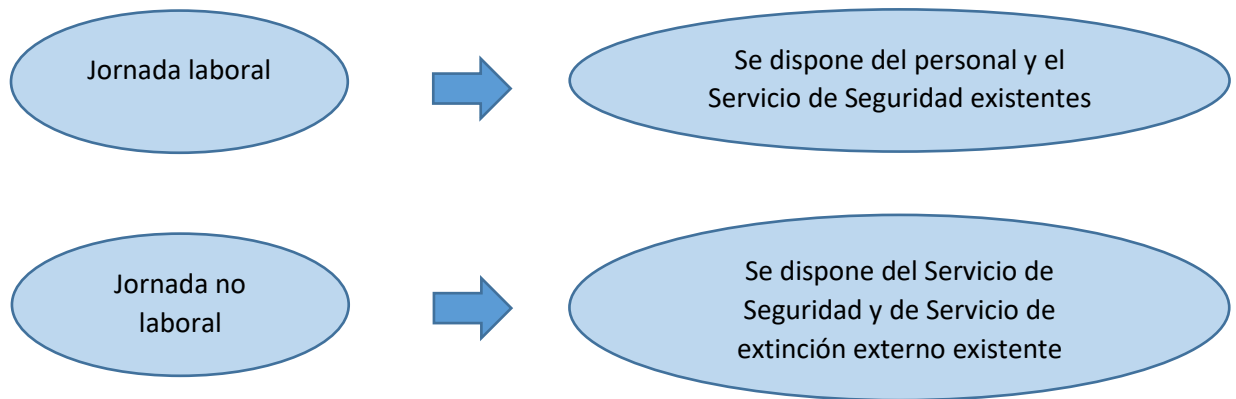 Jornada laboral
Se dispone del personal y el
Servicio de Seguridad existentes
Jornada no
laboral
Se dispone del Servicio de
Seguridad y de Servicio de
extinción externo existente